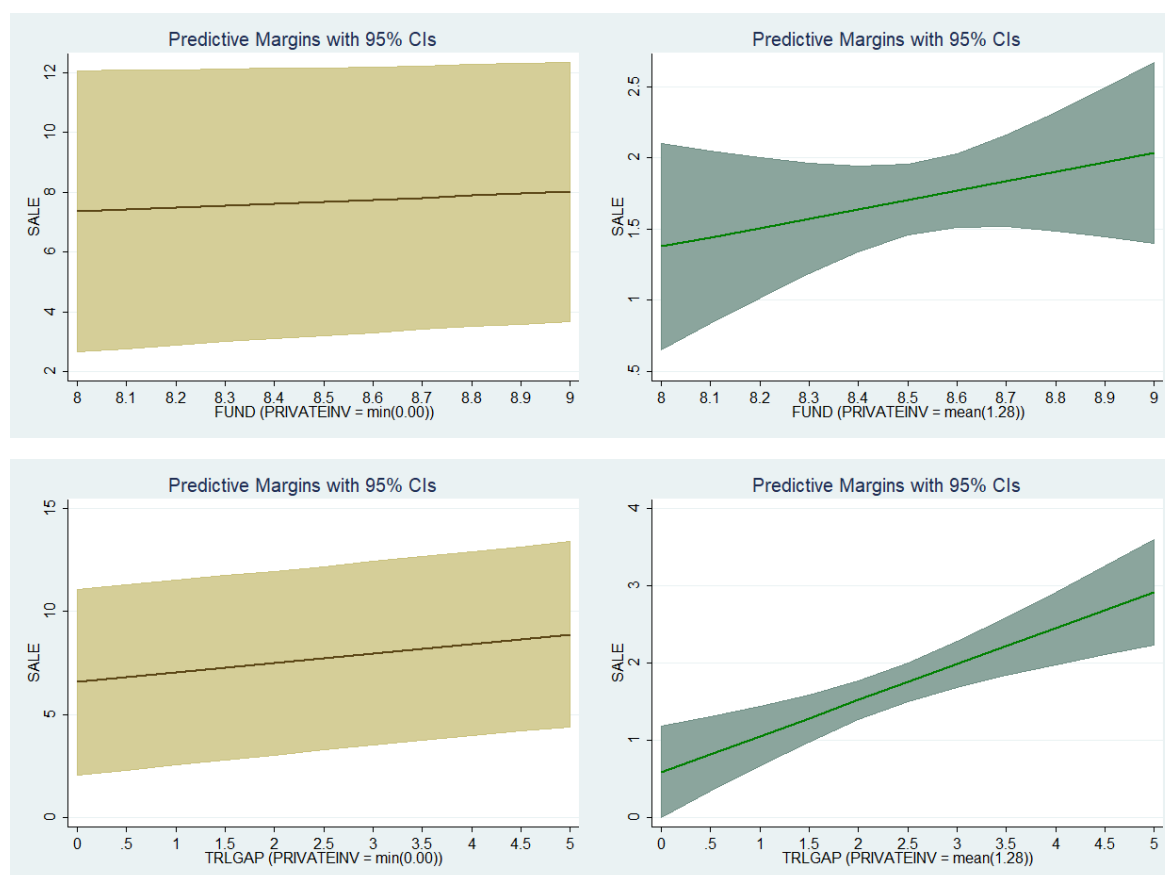 Predictive Margins with 95% CIs
SALE
12
10
8
6
4
2
8 8.1 8.2 8.3 8.4 8.5 8.6 8.7 8.8 8.9 9
FUND (PRIVATEINV = min(0.00))
Predictive Margins with 95% CIs
SALE
2.5
2
1.5
1
.5
8 8.1 8.2 8.3 8.4 8.5 8.6 8.7 8.8 8.9 9
FUND (PRIVATEINV = mean(1.28))
Predictive Margins with 95% CIs
SALE
15
10
5
0
0 .5 1 1.5 2 2.5 3 3.5 4 4.5 5
TRLGAP (PRIVATEINV = min(0.00))
Predictive Margins with 95% CIs
SALE
4
3
2
1
0
0 .5 1 1.5 2 2.5 3 3.5 4 4.5 5
TRLGAP (PRIVATEINV = mean(1.28))